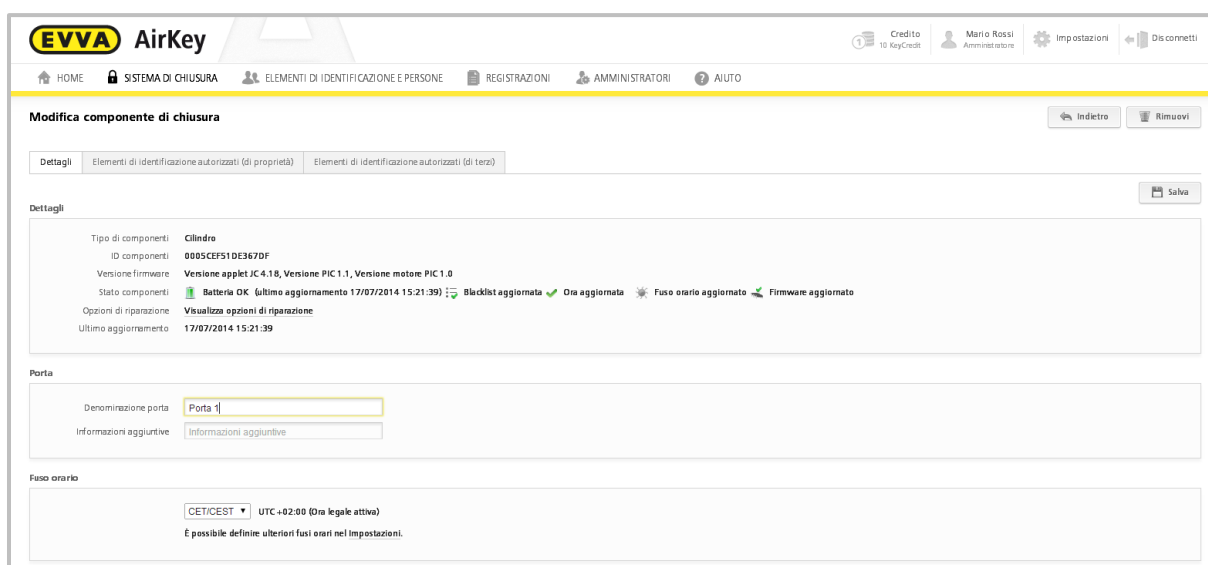 EVVA AirKey
Credito
10 KeyCredit
Mario Rossi
Amministratore
Impostazioni
Disconnetti
HOME SISTEMA DI CHIUSURA ELEMENTI DI IDENTIFICAZIONE E PERSONE REGISTRAZIONI AMMINISTRATORI AIUTO
Modifica componente di chiusura
Indietro Rimuovi
Dettagli Elementi di identificazione autorizzati (di proprietà) Elementi di identificazione autorizzati (di terzi)
Salva
Dettagli
Tipo di componenti Cilindro
ID componenti 0005CEF51DE367DF
Versione firmware Versione applet JC 4.18, Versione PIC 1.1, Versione motore PIC 1.0
Stato componenti Batteria OK (ultimo aggiornamento 17/07/2014 15:21:39) Blacklist aggiornata Ora aggiornata Fuso orario aggiornato Firmware aggiornato
Opzioni di riparazione Visualizza opzioni di riparazione
Ultimo aggiornamento 17/07/2014 15:21:39
Porta
Denominazione porta Porta 1
Informazioni aggiuntive Informazioni aggiuntive
Fuso orario
CET/CEST UTC +02:00 (Ora legale attiva)
È possibile definire ulteriori fusi orari nel Impostazioni.